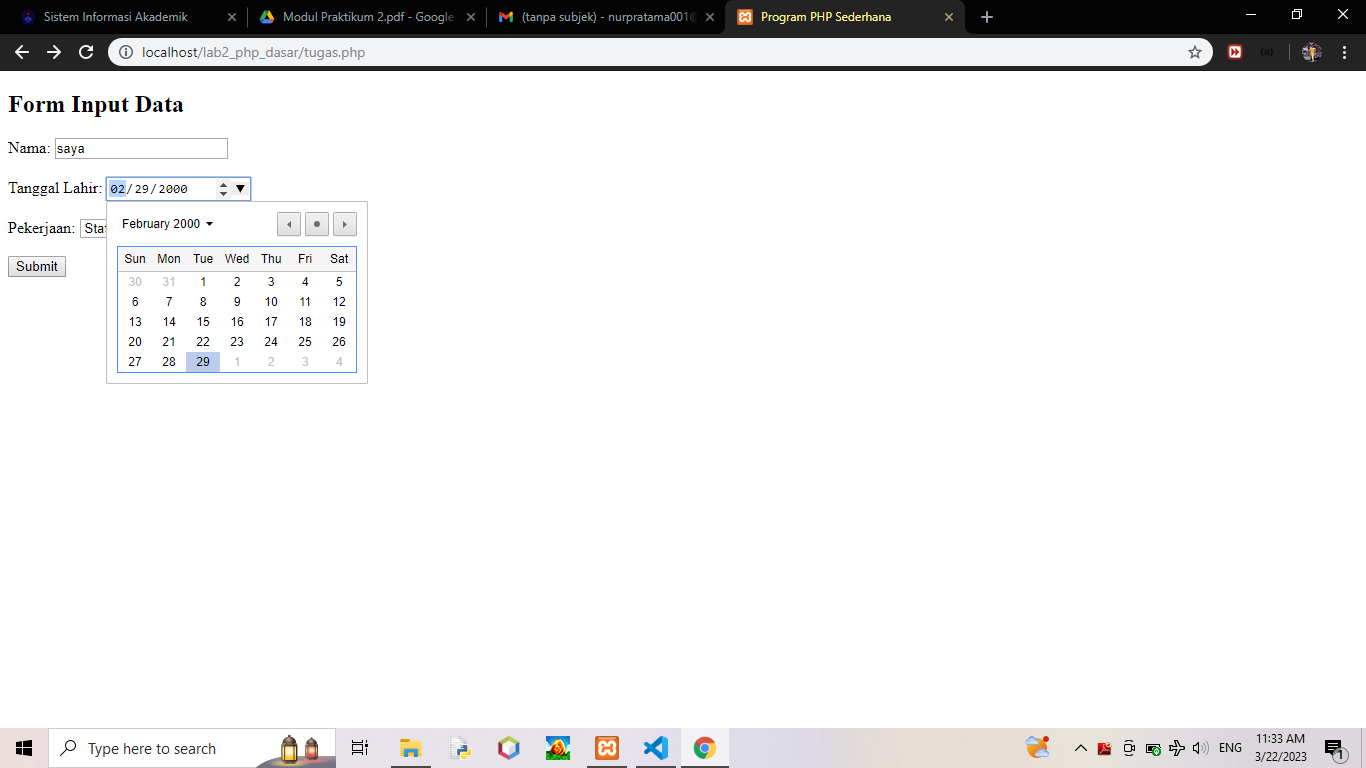 Sistem Informasi Akademik
Modul Praktikum 2.pdf - Google
(tanpa subjek) - nurpratama001@
Program PHP Sederhana
localhost/lab2_php_dasar/tugas.php
Form Input Data
Nama: saya
Tanggal Lahir: 02/29/2000
Pekerjaan: Sta
February 2000
Sun Mon Tue Wed Thu Fri Sat
30 31 1 2 3 4 5
6 7 8 9 10 11 12
13 14 15 16 17 18 19
20 21 22 23 24 25 26
27 28 29 1 2 3 4
Submit
Type here to search
ENG
11:33 AM
3/22/2023
1